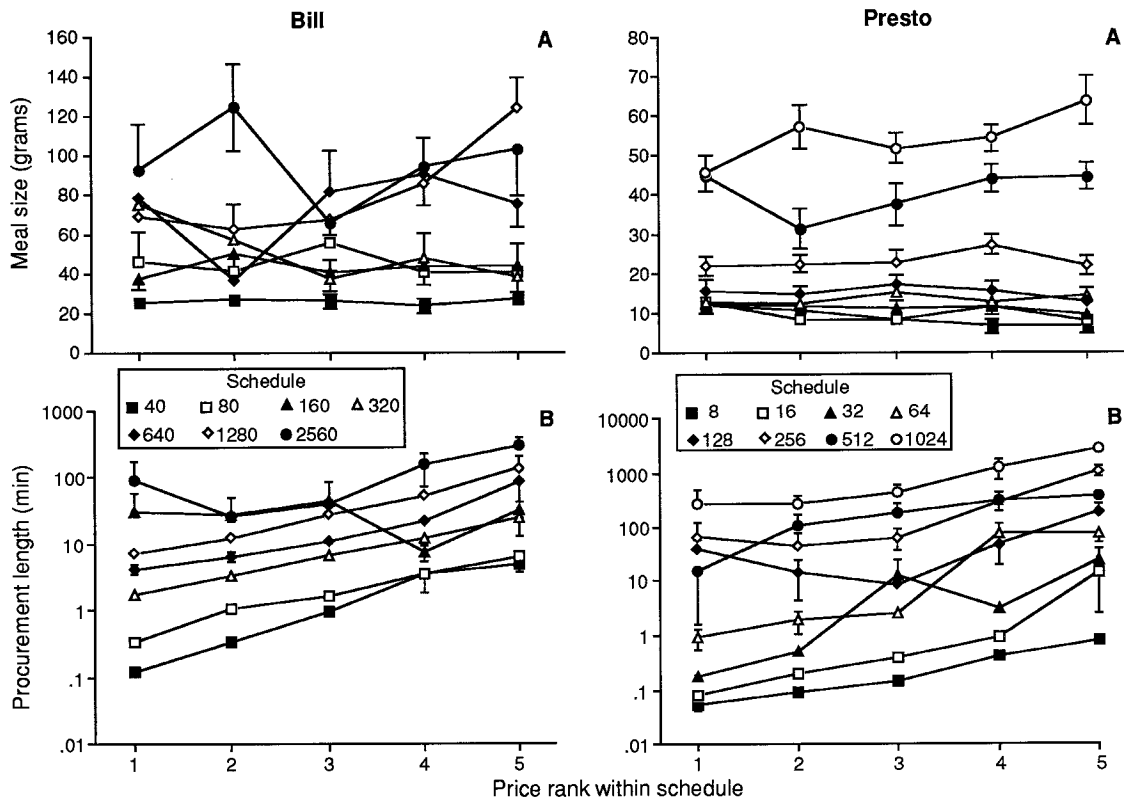 Bill
Presto
A
A
160
140
120
100
80
60
40
20
0
Meal size (grams)
80
70
60
50
40
30
20
10
0
Schedule
40 80 160 320
640 1280 2560
B
1000
100
10
1
.1
.01
Procurement length (min)
1 2 3 4 5
Schedule
8 16 32 64
128 256 512 1024
B
10000
1000
100
10
1
.1
.01
1 2 3 4 5
Price rank within schedule